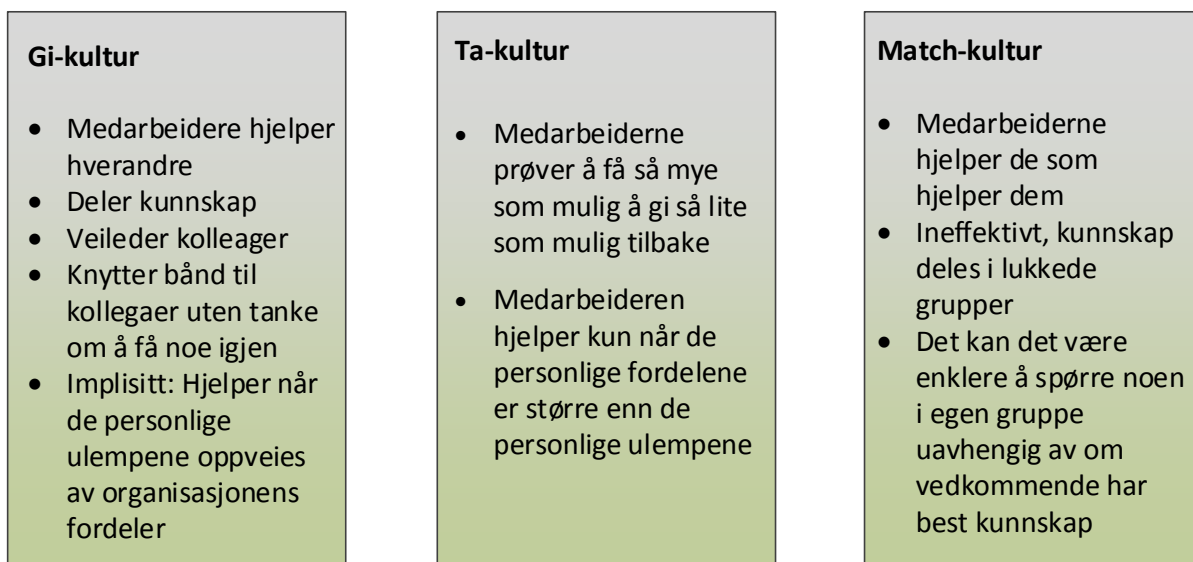 Gi-kultur
• Medarbeidere hjelper
hverandre
• Deler kunnskap
• Veileder kolleager
• Knytter bånd til
kollegaer uten tanke
om å få noe igjen
• Implisitt: Hjelper når
de personlige
ulempene oppveies
av organisasjonens
fordeler
Ta-kultur
• Medarbeiderne
prøver å få så mye
som mulig å gi så lite
som mulig tilbake
• Medarbeideren
hjelper kun når de
personlige fordelene
er større enn de
personlige ulempene
Match-kultur
• Medarbeiderne
hjelper de som
hjelper dem
• Ineffektivt, kunnskap
deles i lukkede
grupper
• Det kan det være
enklere å spørre noen
i egen gruppe
uavhengig av om
vedkommende har
best kunnskap